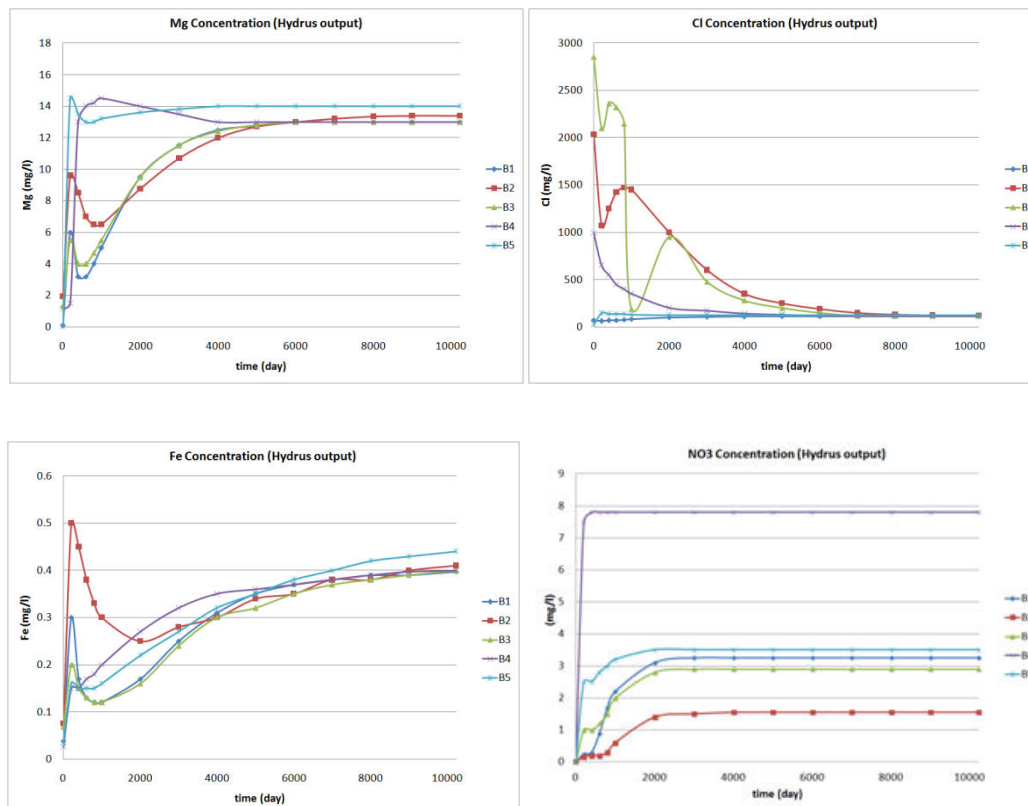 Mg Concentration (Hydrus output)
18
16
14
12
10
8
6
4
2
0
Mg (mg/l)
0 2000 4000 6000 8000 10000
time (day)
B1
B2
B3
B4
B5
Cl Concentration (Hydrus output)
3000
2500
2000
1500
1000
500
0
Cl (mg/l)
0 2000 4000 6000 8000 10000
time (day)
B
B
B
B
B
Fe Concentration (Hydrus output)
0.6
0.5
0.4
0.3
0.2
0.1
0
Fe (mg/l)
0 2000 4000 6000 8000 10000
time (day)
B1
B2
B3
B4
B5
NO3 Concentration (Hydrus output)
9
8
7
6
5
4
3
2
1
0
(mg/l)
0 2000 4000 6000 8000 10000
time (day)
B
B
B
B
B